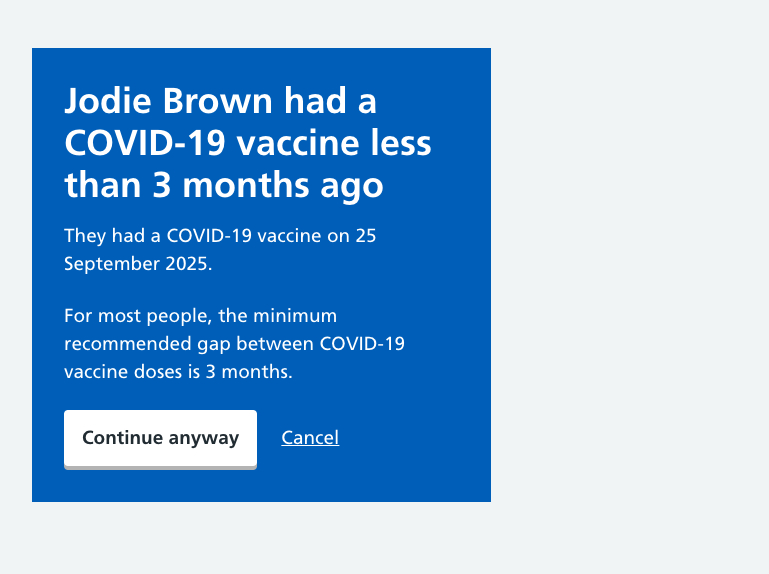 Jodie Brown had a
COVID-19 vaccine less
than 3 months ago
They had a COVID-19 vaccine on 25
September 2025.
For most people, the minimum
recommended gap between COVID-19
vaccine doses is 3 months.
Continue anyway Cancel